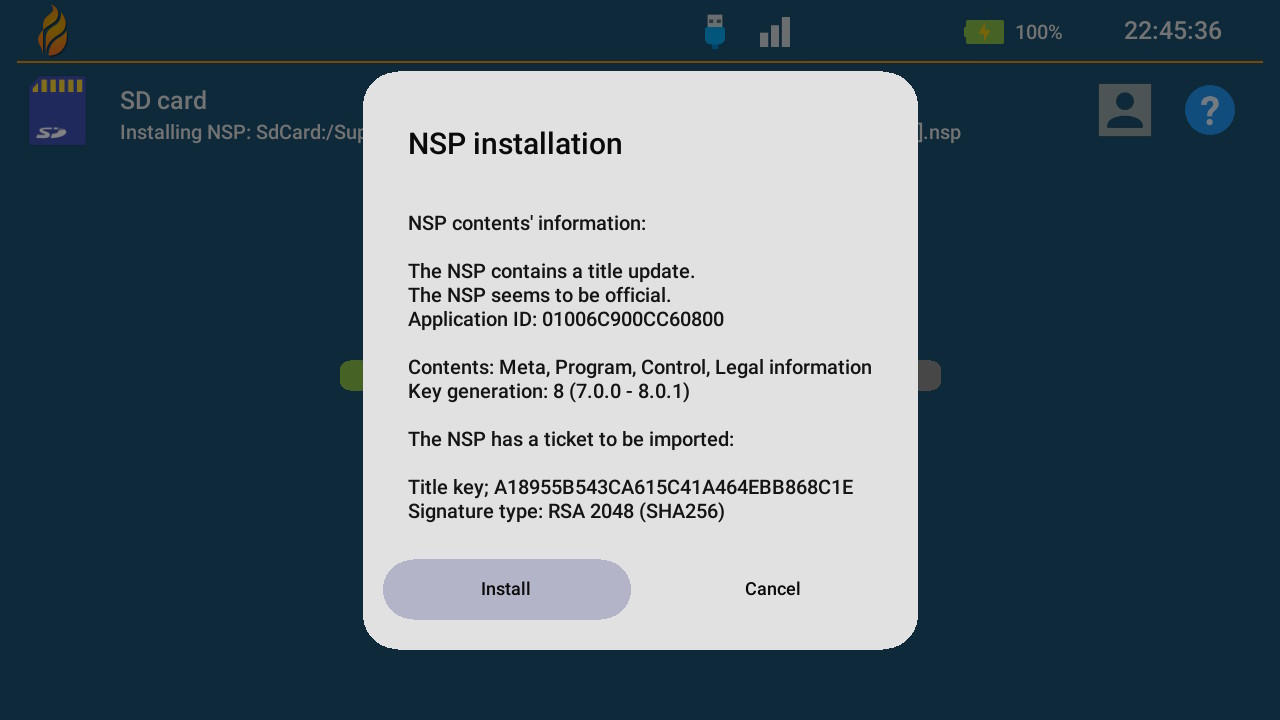 100%
22:45:36
SD card
Installing NSP: SdCard:/Sup
].nsp
?
SD
NSP installation
NSP contents' information:
The NSP contains a title update.
The NSP seems to be official.
Application ID: 01006C900CC60800
Contents: Meta, Program, Control, Legal information
Key generation: 8 (7.0.0 - 8.0.1)
The NSP has a ticket to be imported:
Title key; A18955B543CA615C41A464EBB868C1E
Signature type: RSA 2048 (SHA256)
Install
Cancel